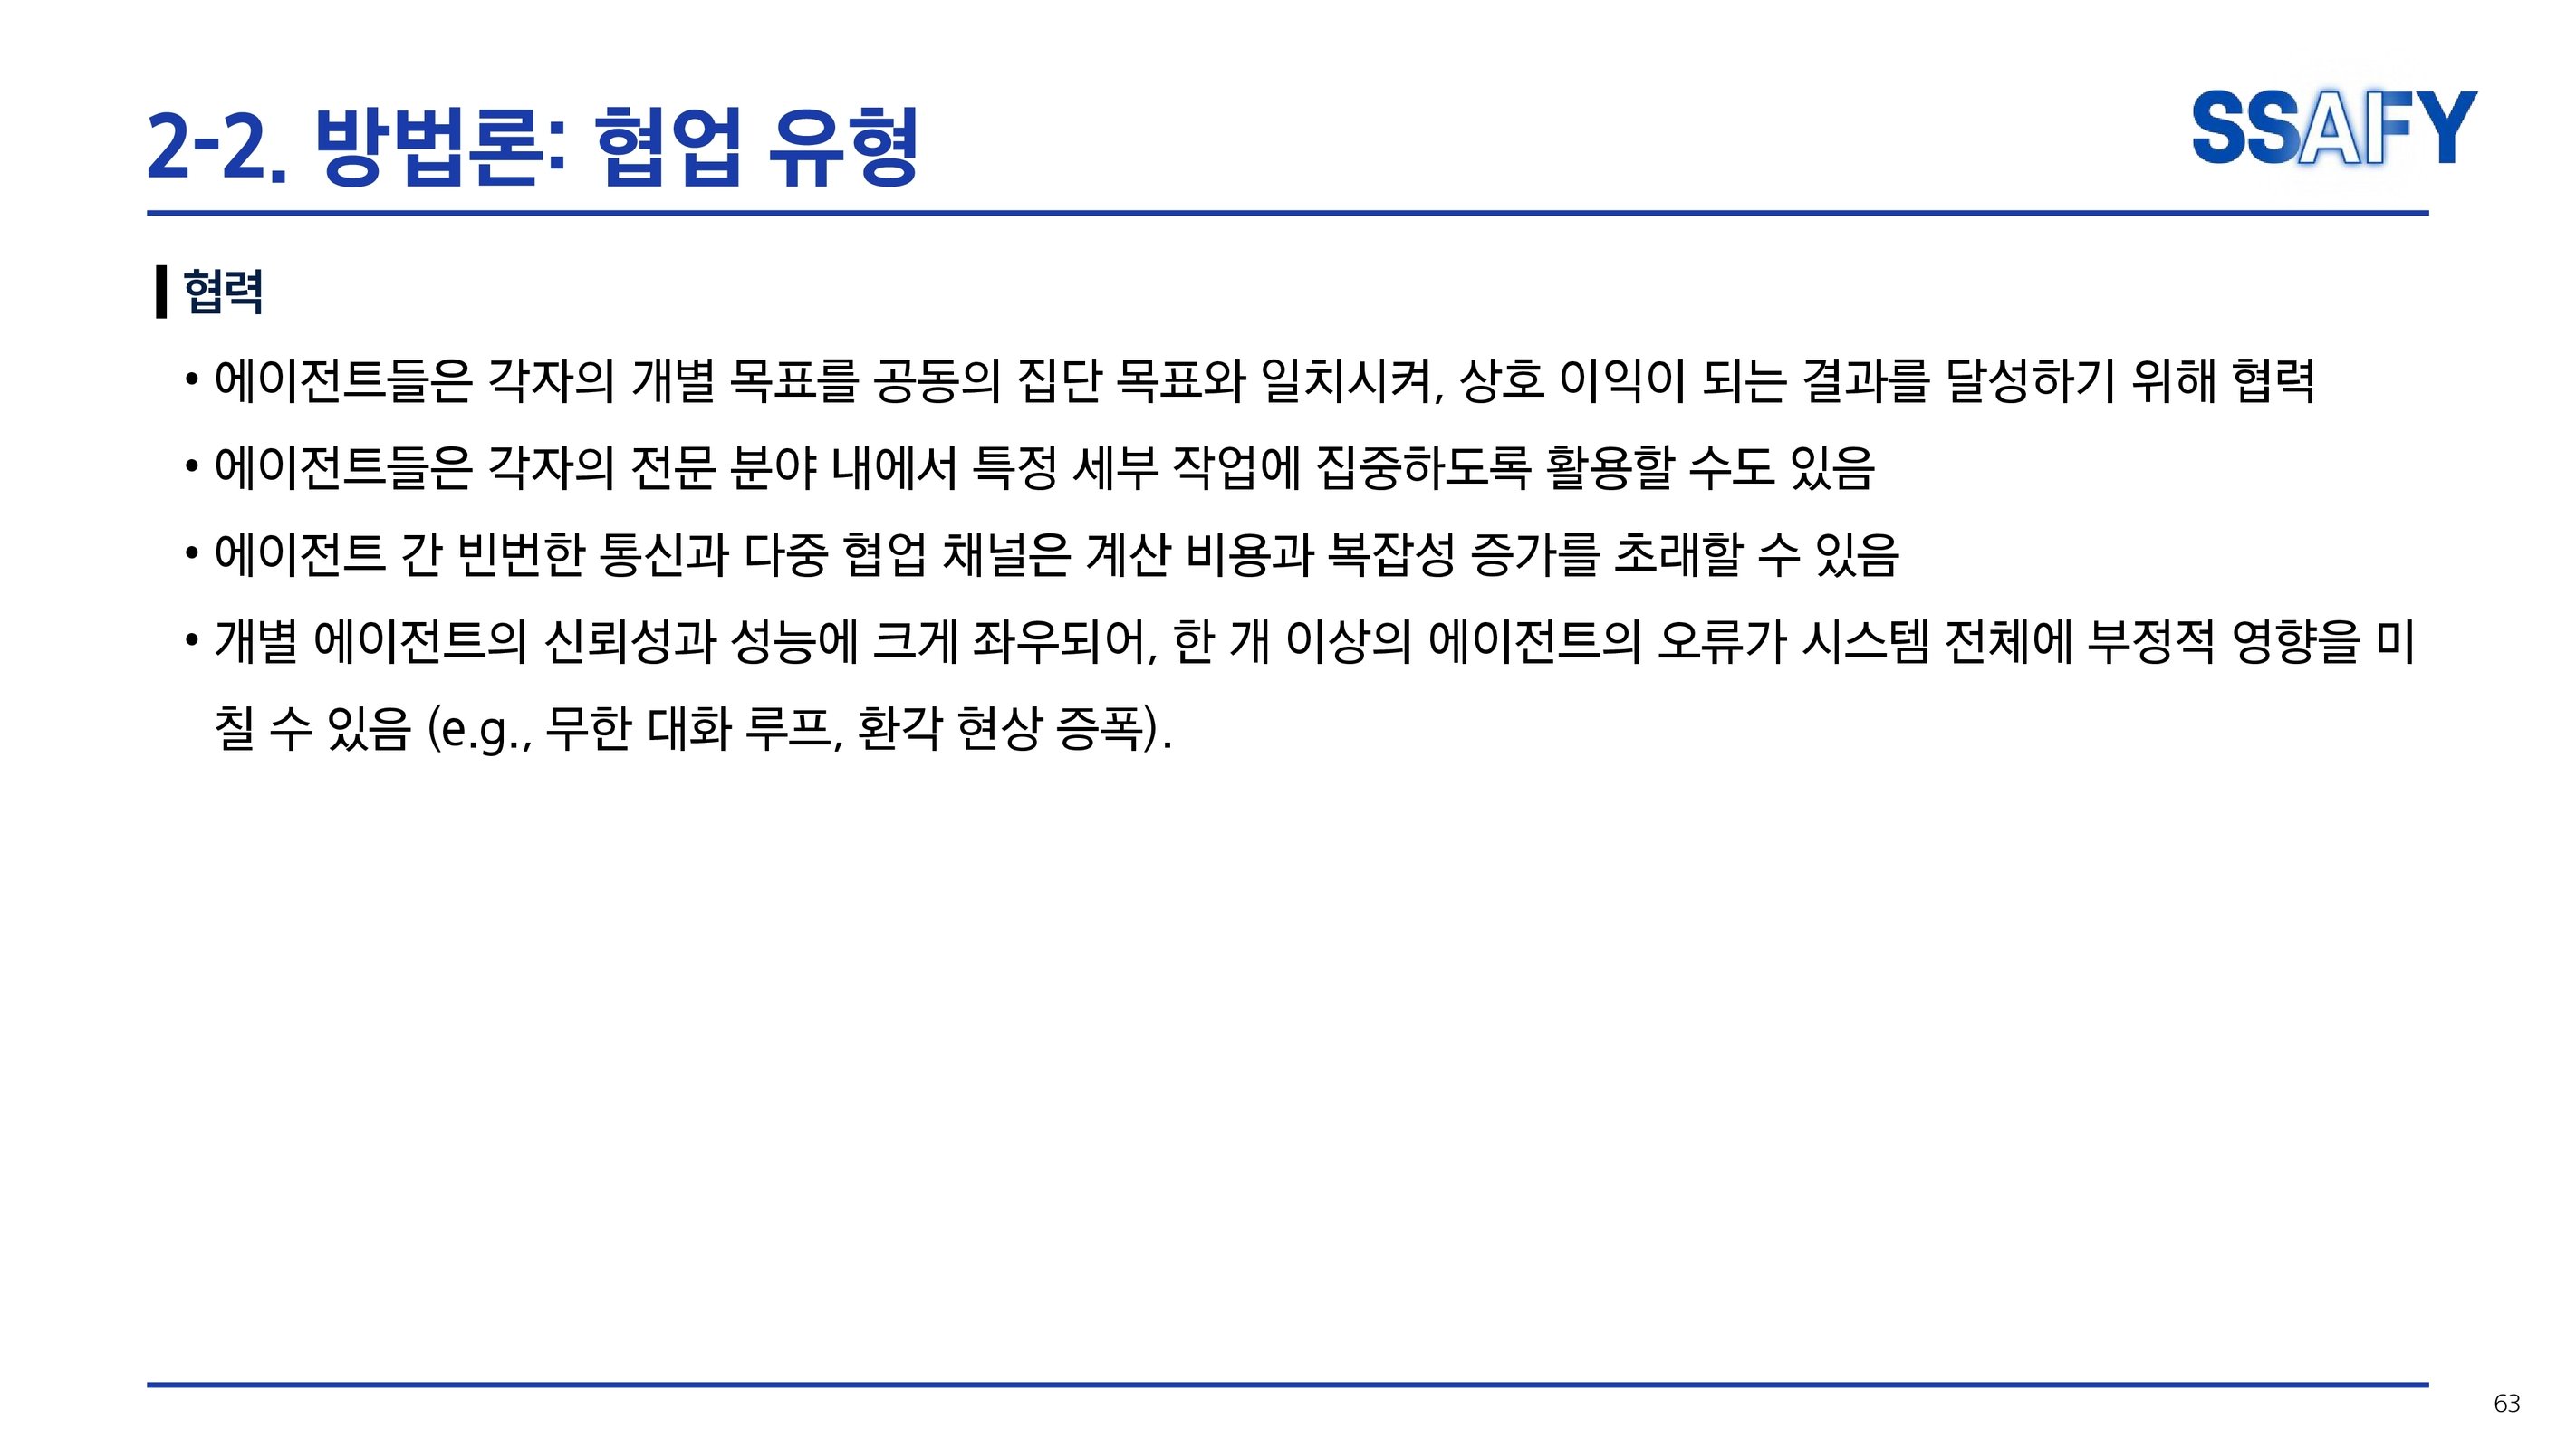 2-2. 방법론: 협업 유형
SSAFY
협력
• 에이전트들은 각자의 개별 목표를 공동의 집단 목표와 일치시켜, 상호 이익이 되는 결과를 달성하기 위해 협력
• 에이전트들은 각자의 전문 분야 내에서 특정 세부 작업에 집중하도록 활용할 수도 있음
• 에이전트 간 빈번한 통신과 다중 협업 채널은 계산 비용과 복잡성 증가를 초래할 수 있음
• 개별 에이전트의 신뢰성과 성능에 크게 좌우되어, 한 개 이상의 에이전트의 오류가 시스템 전체에 부정적 영향을 미
칠 수 있음 (e.g., 무한 대화 루프, 환각 현상 증폭).
63